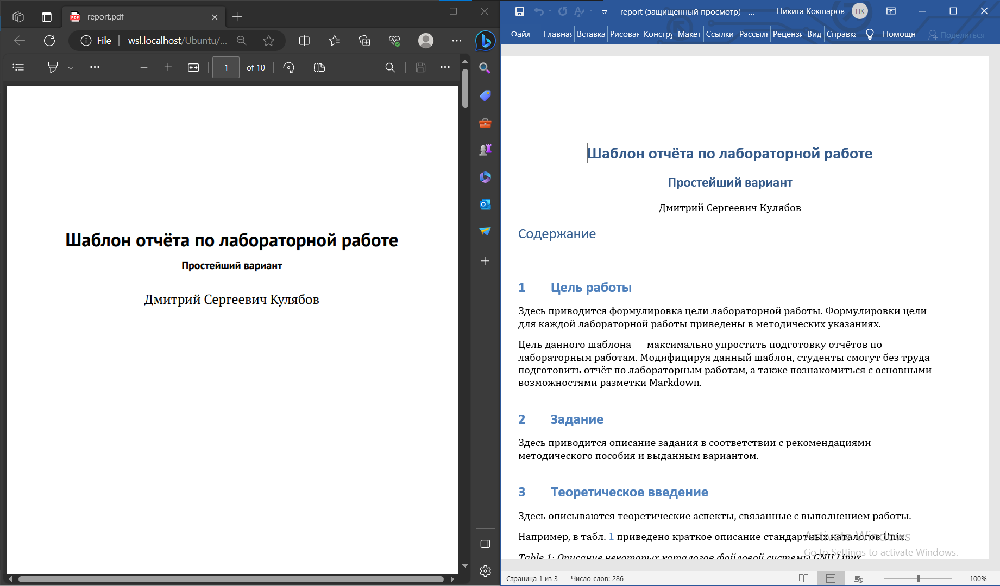 report.pdf
File
wsl.localhost/Ubuntu/...
1
of 10
Шаблон отчёта по лабораторной работе
Простейший вариант
Дмитрий Сергеевич Кулябов
report (защищенный просмотр) -...
Никита Кокшаров
НК
Файл
Главная
Вставка
Рисован
Констру
Макет
Ссылки
Рассылк
Рецензи
Вид
Справка
Помощн
Поделиться
Шаблон отчёта по лабораторной работе
Простейший вариант
Дмитрий Сергеевич Кулябов
Содержание
1 Цель работы
Здесь приводится формулировка цели лабораторной работы. Формулировки цели
для каждой лабораторной работы приведены в методических указаниях.
Цель данного шаблона — максимально упростить подготовку отчётов по
лабораторным работам. Модифицируя данный шаблон, студенты смогут без труда
подготовить отчёт по лабораторным работам, а также познакомиться с основными
возможностями разметки Markdown.
2 Задание
Здесь приводится описание задания в соответствии с рекомендациями
методического пособия и выданным вариантом.
3 Теоретическое введение
Здесь описываются теоретические аспекты, связанные с выполнением работы.
Например, в табл. 1 приведено краткое описание стандартных каталогов Unix.
Table 1: Описание некоторых каталогов файловой системы GNU Linux
Activate Windows
Go to Settings to activate Windows.
Страница 1 из 3
Число слов: 286
100%